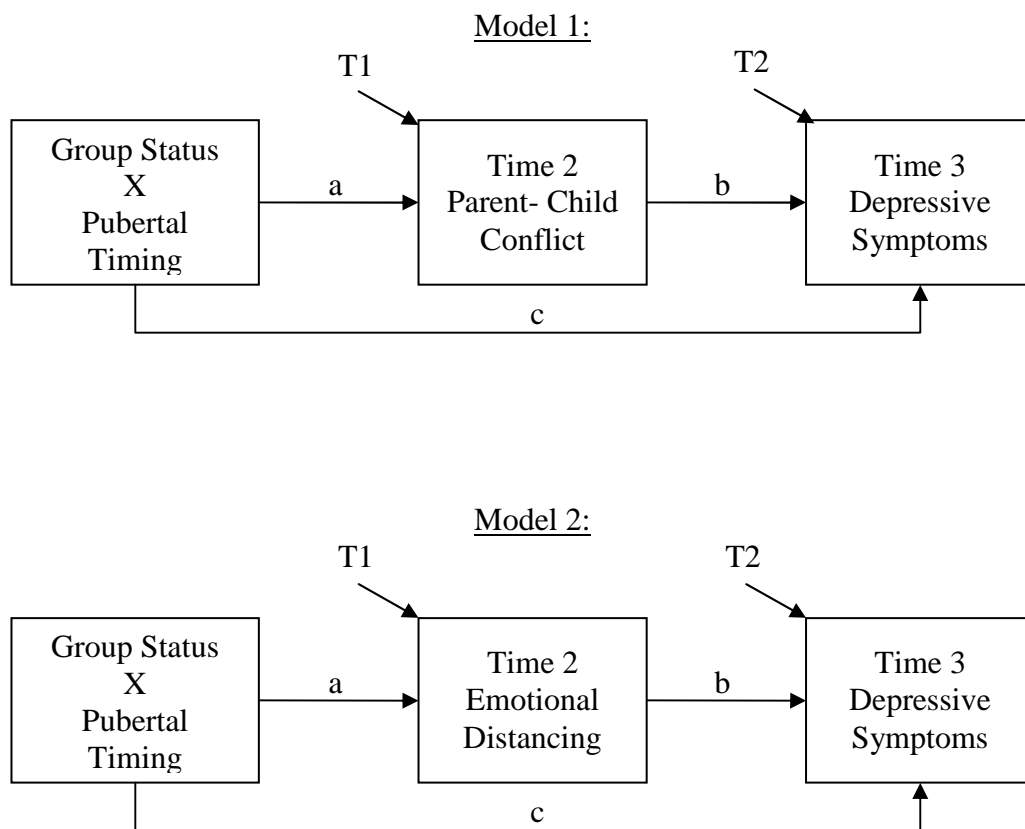 Model 1:
T1
T2
Group Status
X
Pubertal
Timing
a
Time 2
Parent- Child
Conflict
b
Time 3
Depressive
Symptoms
c
Model 2:
T1
T2
Group Status
X
Pubertal
Timing
a
Time 2
Emotional
Distancing
b
Time 3
Depressive
Symptoms
c